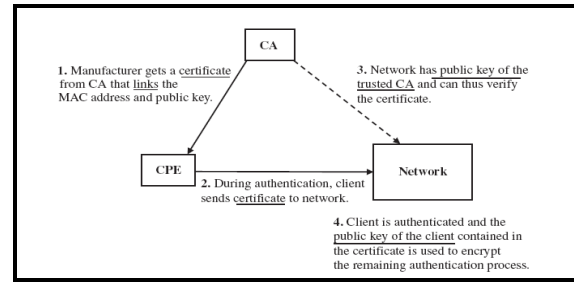 CA
1. Manufacturer gets a certificate
from CA that links the
MAC address and public key.
3. Network has public key of the
trusted CA and can thus verify
the certificate.
CPE
Network
2. During authentication, client
sends certificate to network.
4. Client is authenticated and the
public key of the client contained in
the certificate is used to encrypt
the remaining authentication process.